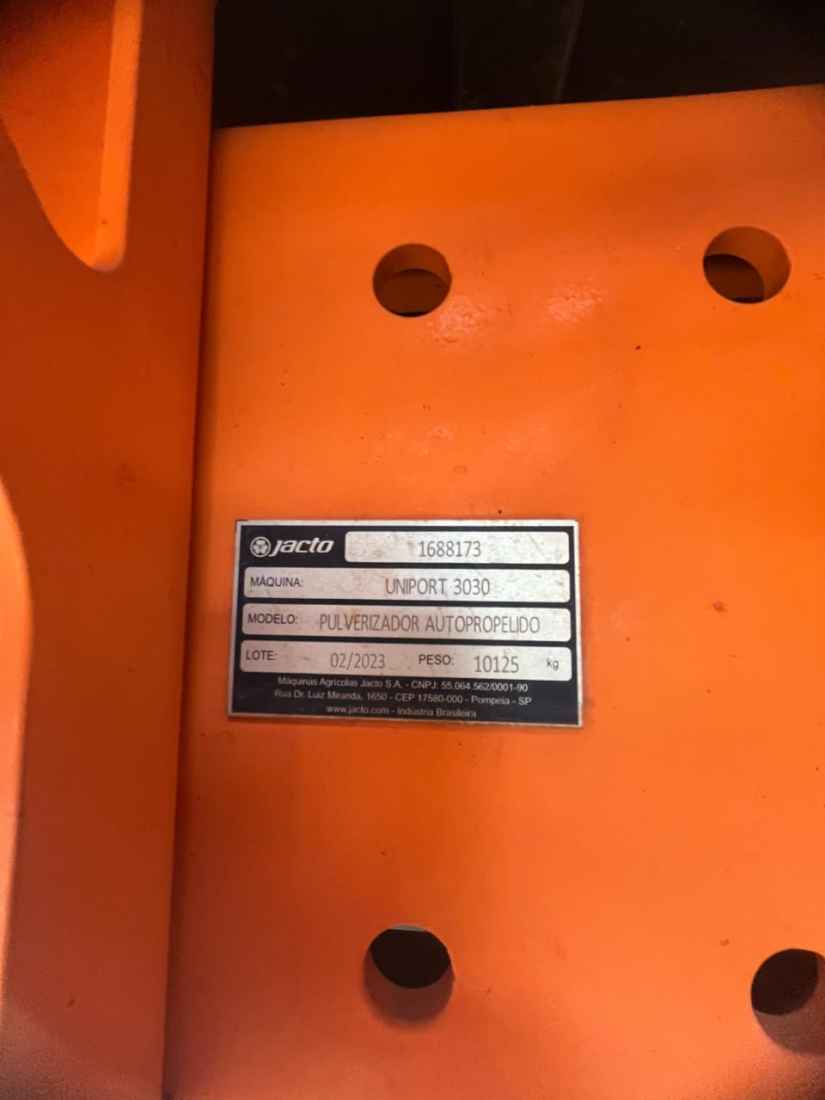 jacto 1688173
MÁQUINA: UNIPORT 3030
MODELO: PULVERIZADOR AUTOPROPELIDO
LOTE: 02/2023 PESO: 10125 kg
Máquinas Agrícolas Jacto S.A. - CNPJ: 55.064.562/0001-90
Rua Dr. Luiz Miranda, 1650 - CEP 17580-000 - Pompeia - SP
www.jacto.com - Indústria Brasileira